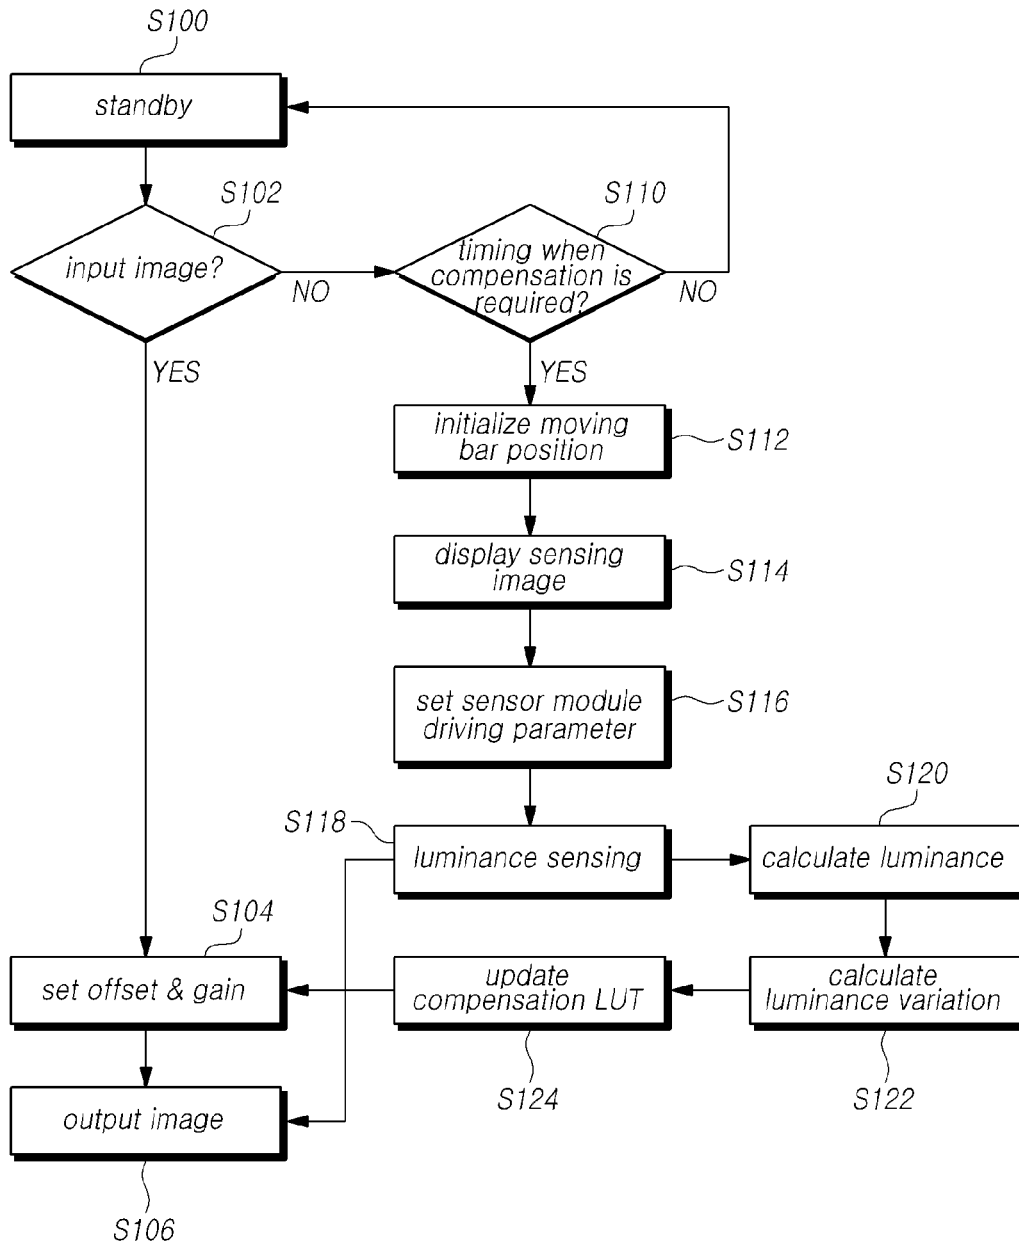 S100
standby
S102
input image?
NO
YES
S110
timing when
compensation is
required?
NO
YES
initialize moving
bar position
S112
display sensing
image
S114
set sensor module
driving parameter
S116
S118
luminance sensing
S120
calculate luminance
S104
set offset & gain
update
compensation LUT
S124
calculate
luminance variation
S122
output image
S106